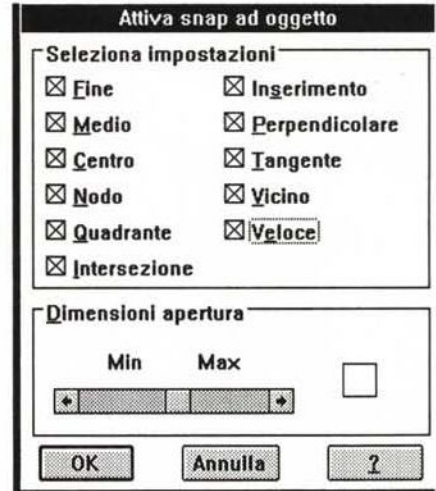 Attiva snap ad oggetto
Seleziona impostazioni
Fine
Inserimento
Medio
Perpendicolare
Centro
Tangente
Nodo
Vicino
Quadrante
Veloce
Intersezione
Dimensioni apertura
Min Max
OK Annulla ?